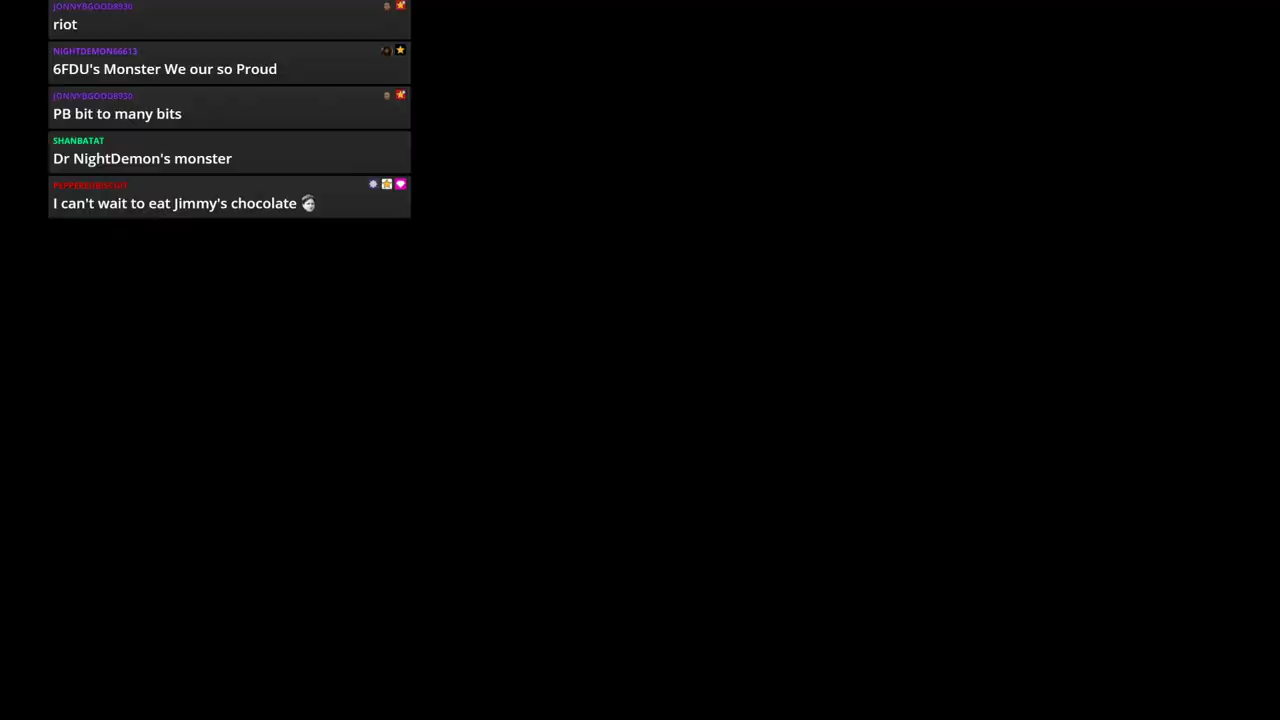 JONNYBGOOD8930
riot
NIGHTDEMON66613
6FDU's Monster We our so Proud
JONNYBGOOD8930
PB bit to many bits
SHANBATAT
Dr NightDemon's monster
PEPPEREDBISCUIT
I can't wait to eat Jimmy's chocolate